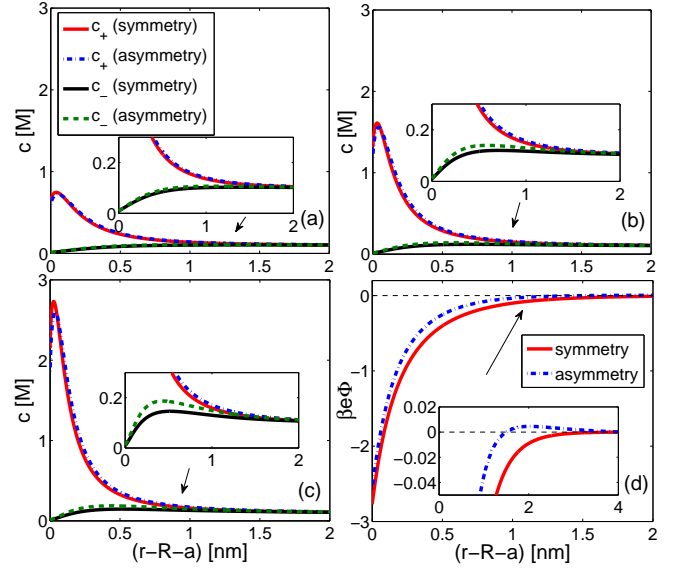 3
2
1
0
c [M]
c+ (symmetry)
c+ (asymmetry)
c− (symmetry)
c− (asymmetry)
0.2
0
0 1 2
(a)
0 0.5 1 1.5 2
3
2
1
0
c [M]
0.2
0
0 1 2
(b)
0 0.5 1 1.5 2
3
2
1
0
c [M]
0.2
0
0 1 2
(c)
0 0.5 1 1.5 2
(r−R−a) [nm]
0
−1
−2
−3
βeΦ
symmetry
asymmetry
0.02
0
−0.02
−0.04
0 2 4
(d)
0 0.5 1 1.5 2
(r−R−a) [nm]